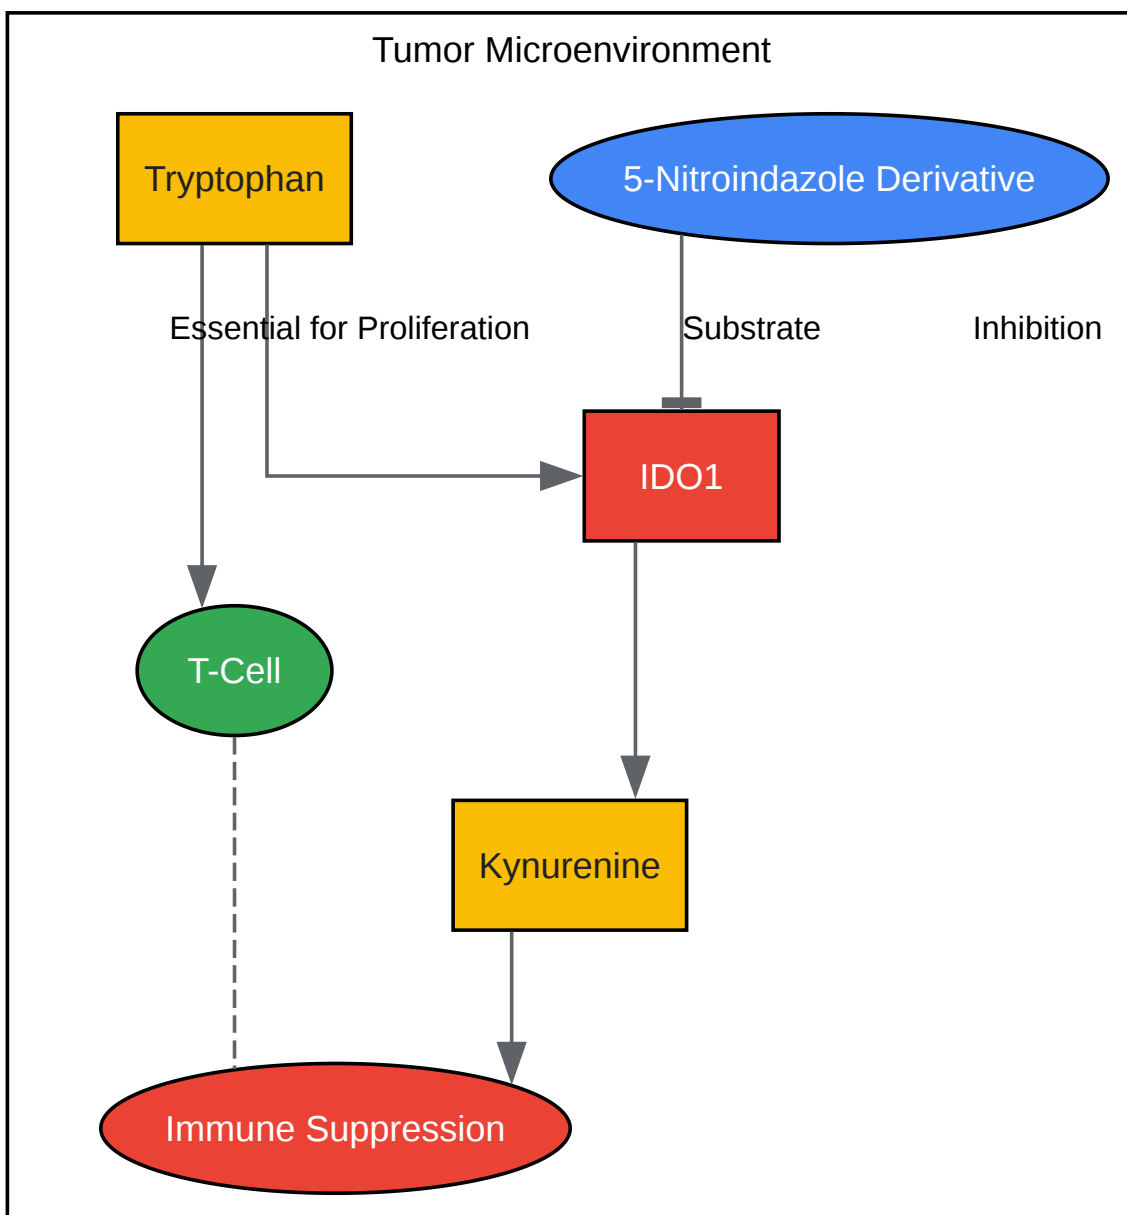 Tumor Microenvironment
Tryptophan
5-Nitroindazole Derivative
Essential for Proliferation
Substrate
Inhibition
IDO1
T-Cell
Kynurenine
Immune Suppression